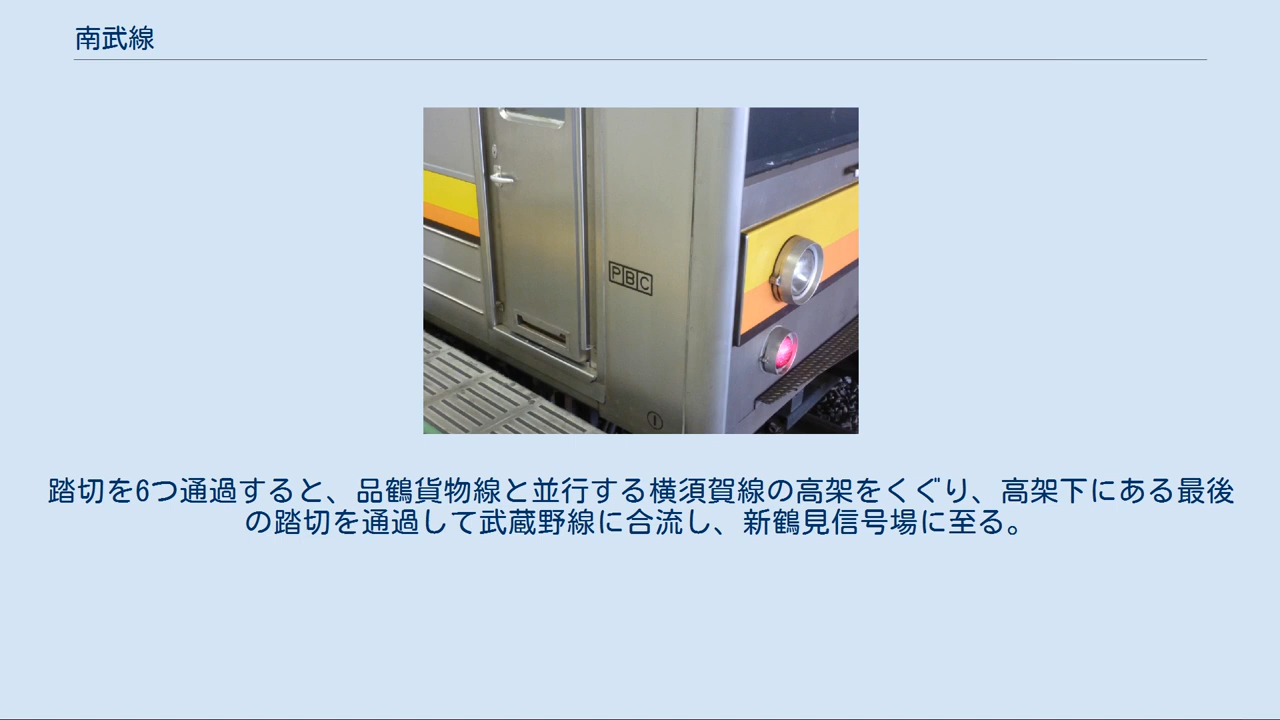 南武線
PBC
①
踏切を6つ通過すると、品鶴貨物線と並行する横須賀線の高架をくぐり、高架下にある最後
の踏切を通過して武蔵野線に合流し、新鶴見信号場に至る。